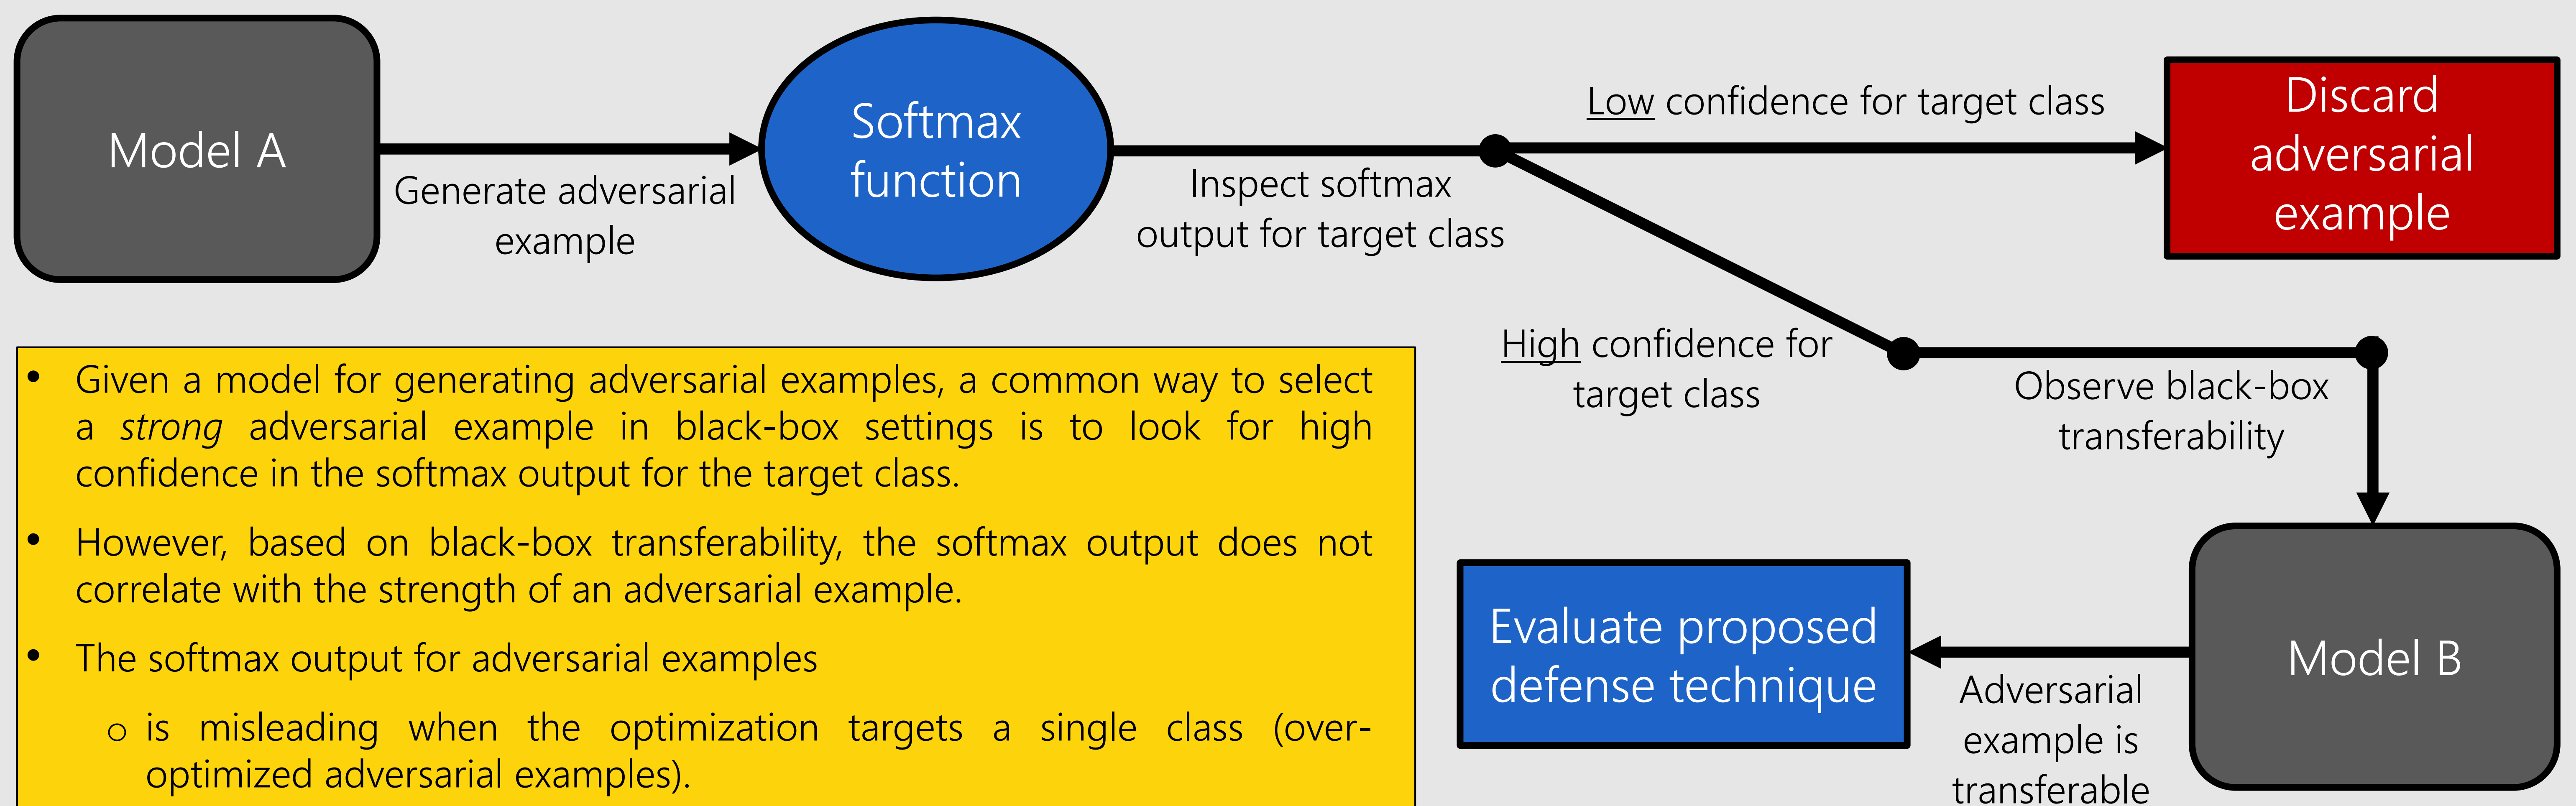 Model A
Generate adversarial
example
Softmax
function
Inspect softmax
output for target class
Low confidence for target class
Discard
adversarial
example
High confidence for
target class
Observe black-box
transferability
Model B
Adversarial
example is
transferable
Evaluate proposed
defense technique
• Given a model for generating adversarial examples, a common way to select
a strong adversarial example in black-box settings is to look for high
confidence in the softmax output for the target class.
• However, based on black-box transferability, the softmax output does not
correlate with the strength of an adversarial example.
• The softmax output for adversarial examples
o is misleading when the optimization targets a single class (over-
optimized adversarial examples).